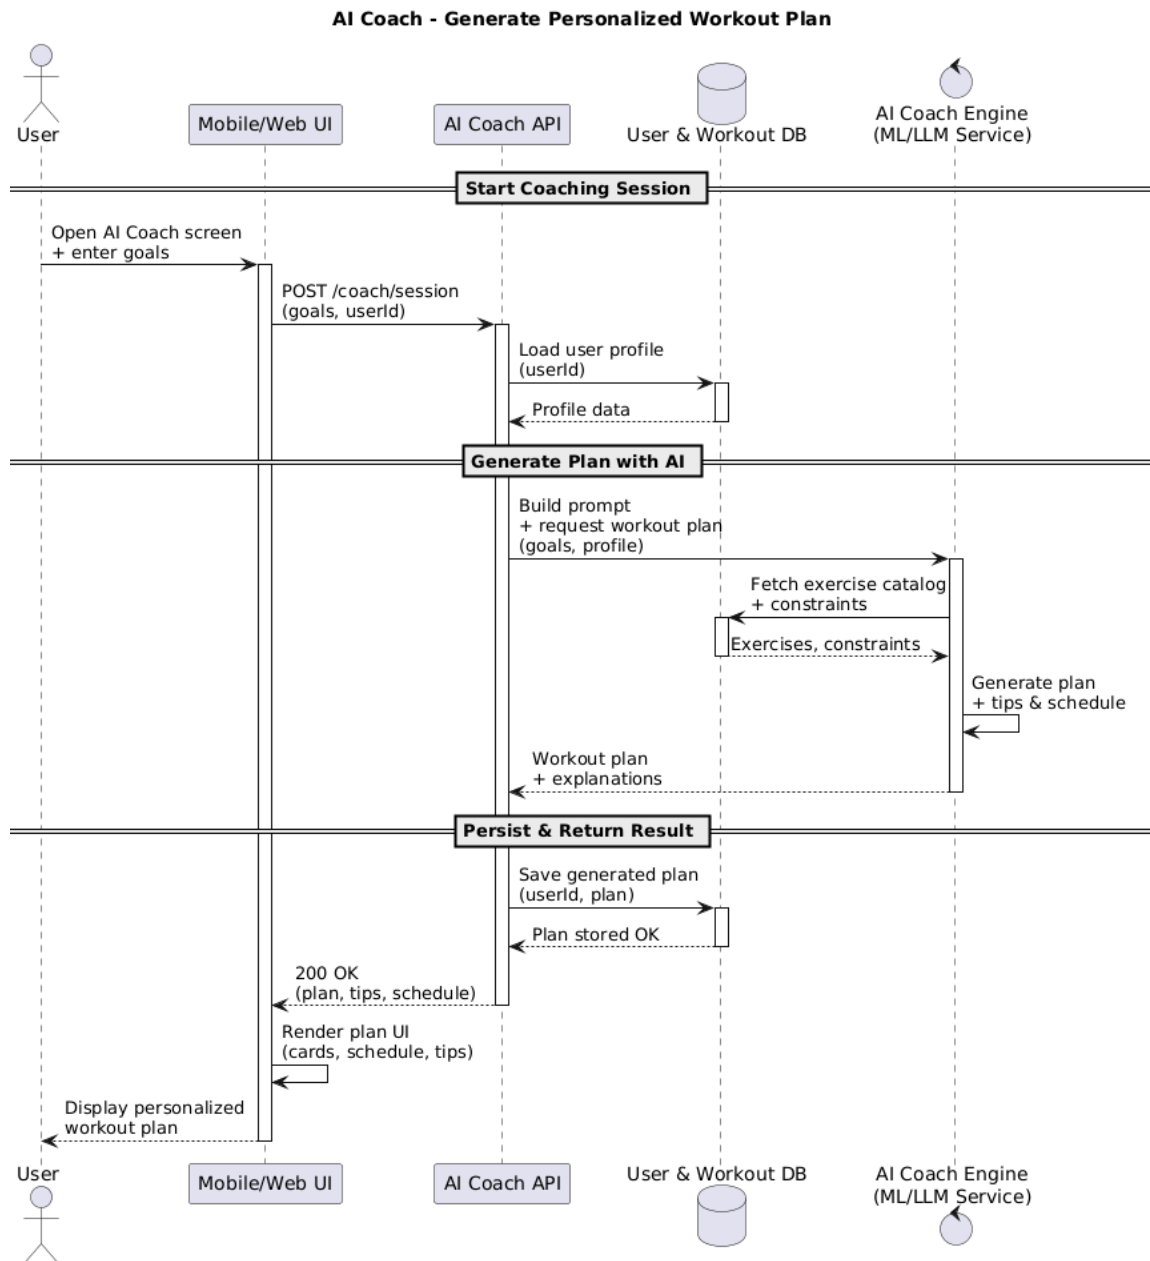 AI Coach - Generate Personalized Workout Plan
User
Mobile/Web UI
AI Coach API
User & Workout DB
AI Coach Engine
(ML/LLM Service)
Start Coaching Session
Open AI Coach screen
+ enter goals
POST /coach/session
(goals, userId)
Load user profile
(userId)
Profile data
Generate Plan with AI
Build prompt
+ request workout plan
(goals, profile)
Fetch exercise catalog
+ constraints
Exercises, constraints
Generate plan
+ tips & schedule
Workout plan
+ explanations
Persist & Return Result
Save generated plan
(userId, plan)
Plan stored OK
200 OK
(plan, tips, schedule)
Render plan UI
(cards, schedule, tips)
Display personalized
workout plan
User
Mobile/Web UI
AI Coach API
User & Workout DB
AI Coach Engine
(ML/LLM Service)